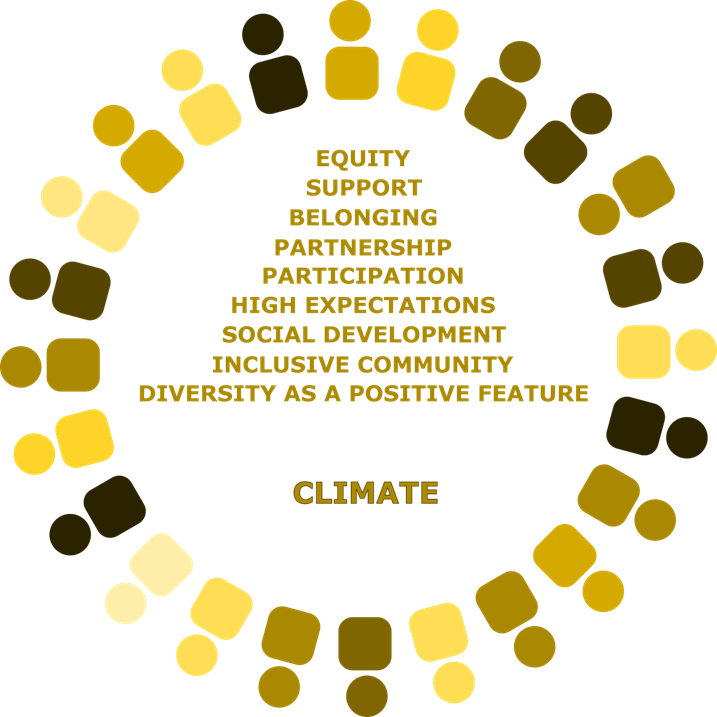 EQUITY
SUPPORT
BELONGING
PARTNERSHIP
PARTICIPATION
HIGH EXPECTATIONS
SOCIAL DEVELOPMENT
INCLUSIVE COMMUNITY
DIVERSITY AS A POSITIVE FEATURE
CLIMATE